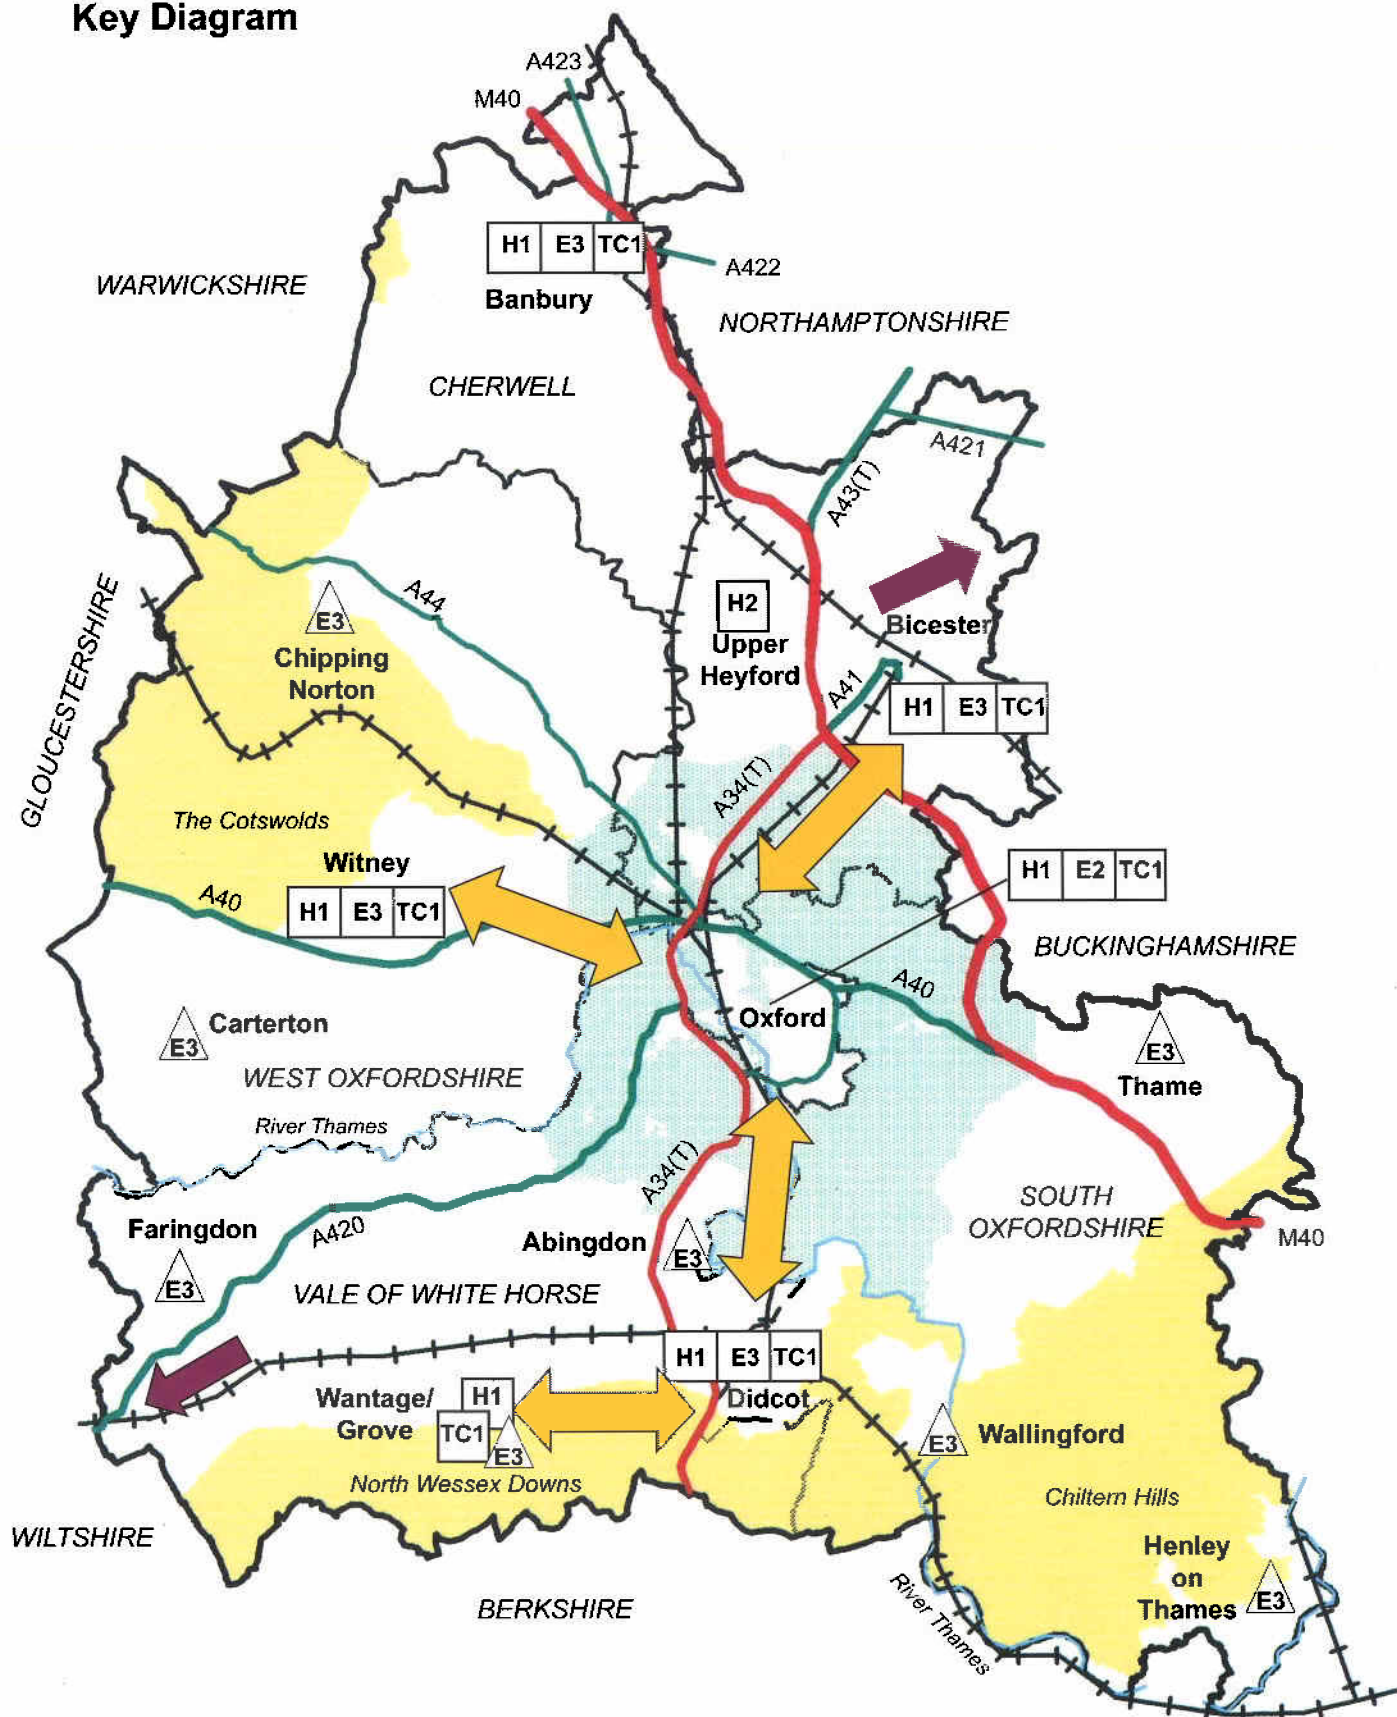 Key Diagram
A423
M40
H1 E3 TC1
Banbury
A422
WARWICKSHIRE
NORTHAMPTONSHIRE
CHERWELL
A421
A43(T)
A44
GLOUCESTERSHIRE
E3
Chipping
Norton
H2
Upper
Heyford
Bicester
A41
H1 E3 TC1
A34(T)
The Cotswolds
Witney
A40
H1 E3 TC1
H1 E2 TC1
BUCKINGHAMSHIRE
A40
Oxford
E3
Carterton
E3
Thame
WEST OXFORDSHIRE
River Thames
A34(T)
SOUTH
OXFORDSHIRE
M40
Faringdon
E3
A420
Abingdon
E3
VALE OF WHITE HORSE
H1 E3 TC1
Didcot
Wantage/
Grove
H1
TC1
E3
North Wessex Downs
E3
Wallingford
Chiltern Hills
WILTSHIRE
Henley
on
Thames
E3
BERKSHIRE
River Thames